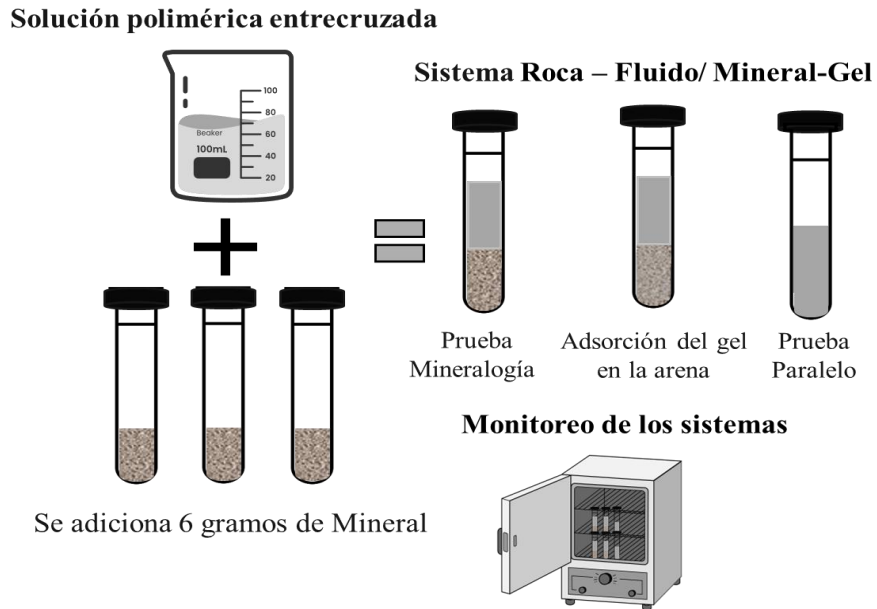 Solución polimérica entrecruzada
100
80
60
40
20
Beaker
100mL
Sistema Roca – Fluido/ Mineral-Gel
Prueba
Mineralogía
Adsorción del gel
en la arena
Prueba
Paralelo
Se adiciona 6 gramos de Mineral
Monitoreo de los sistemas